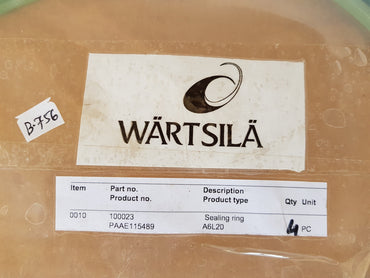 WÄRTSILÄ
B-756
Item Part no. Description Qty Unit
Product no. Product type
0010 100023 Sealing ring 4 PC
PAAE115489 A6L20